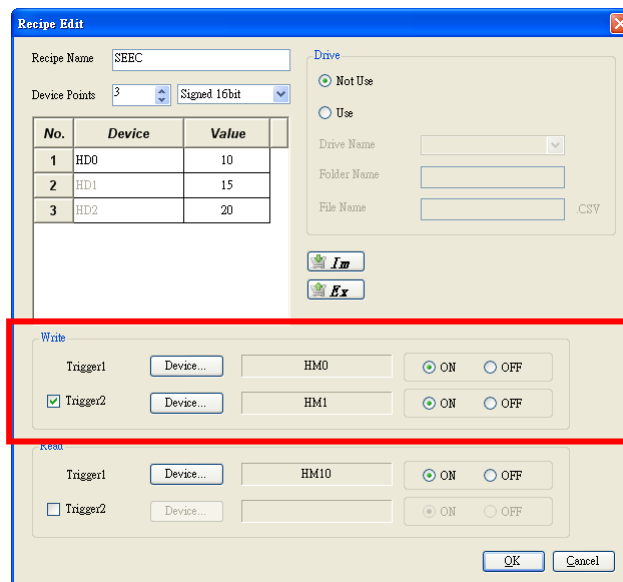 Recipe Edit
Recipe Name SEEC
Device Points 3 Signed 16bit
No. Device Value
1 HD0 10
2 HD1 15
3 HD2 20
Drive
Not Use
Use
Drive Name
Folder Name
File Name .CSV
Im
Ex
Write
Trigger1 Device... HM0 ON OFF
Trigger2 Device... HM1 ON OFF
Read
Trigger1 Device... HM10 ON OFF
Trigger2 Device... ON OFF
OK Cancel